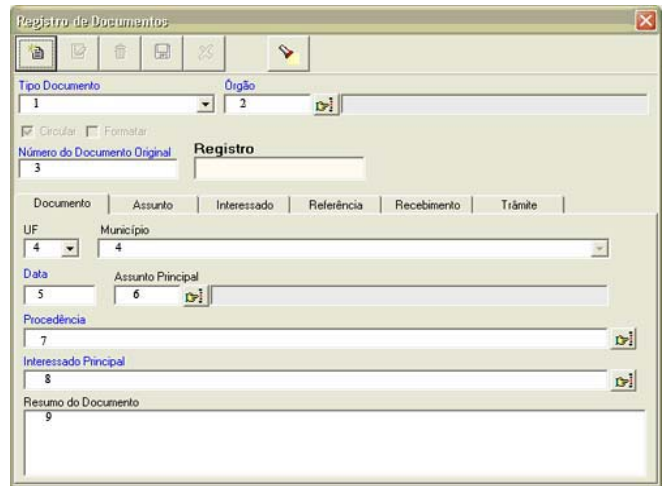 Registro de Documentos
Tipo Documento Órgão
1 2
Circular Formatar
Número do Documento Original Registro
3
Documento Assunto Interessado Referência Recebimento Trâmite
UF Município
4 4
Data Assunto Principal
5 6
Procedência
7
Interessado Principal
8
Resumo do Documento
9